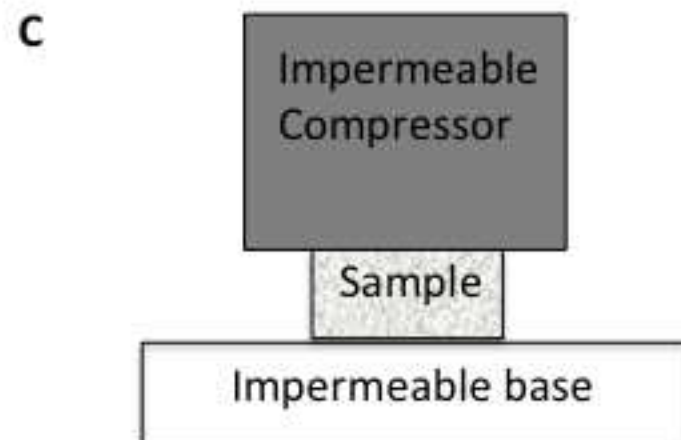 C
Impermeable
Compressor
Sample
Impermeable base